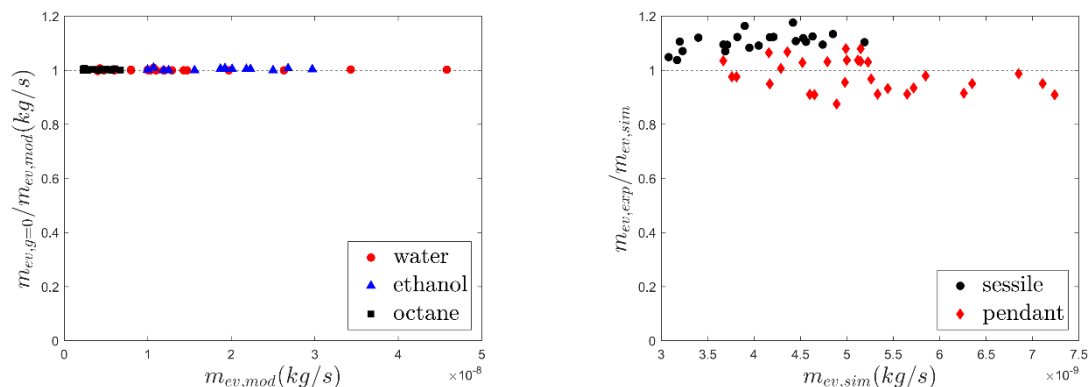 1.2
1
0.8
0.6
0.4
0.2
0
m_{ev,g=0}/m_{ev,mod}(kg/s)
water
ethanol
octane
0 1 2 3 4 5
m_{ev,mod}(kg/s)
×10^{-8}
1.2
1
0.8
0.6
0.4
0.2
0
m_{ev,exp}/m_{ev,sim}
sessile
pendant
3 3.5 4 4.5 5 5.5 6 6.5 7 7.5
m_{ev,sim}(kg/s)
×10^{-9}